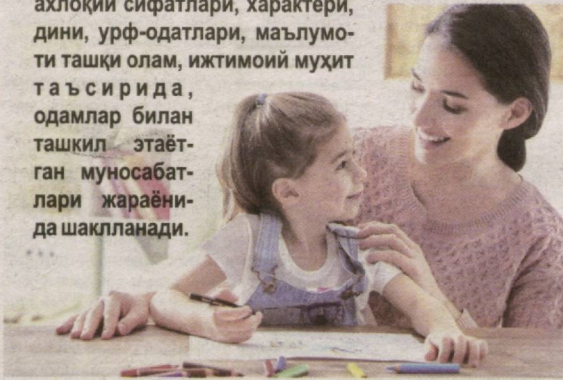 ахлоқий сифатлари, характери,
дини, урф-одатлари, маълумо-
ти ташқи олам, ижтимоий муҳит
таъсирида,
одамлар билан
ташкил этаёт-
ган муносабат-
лари жараёни-
да шаклланади.